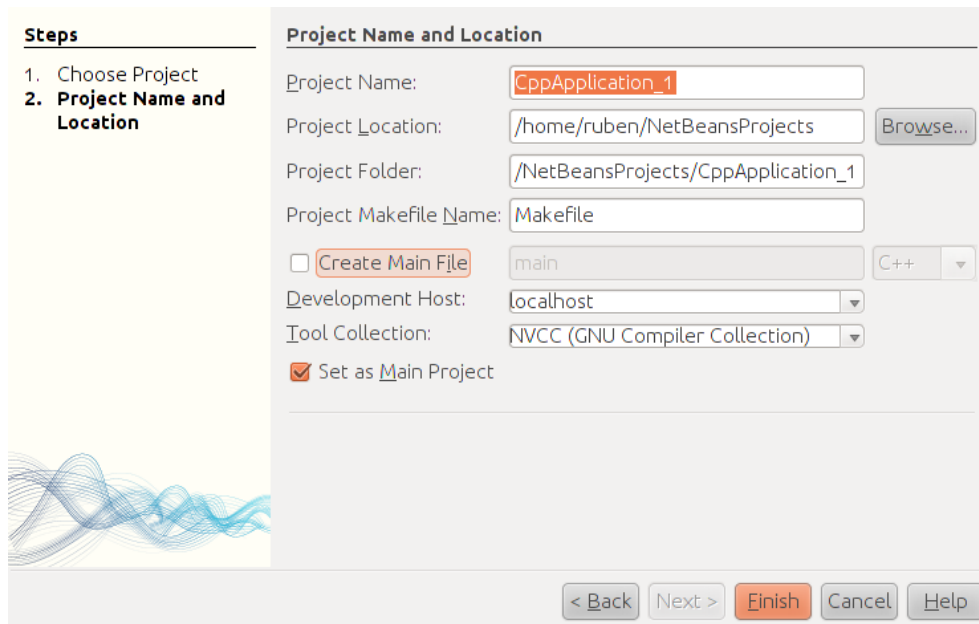 Steps
1. Choose Project
2. Project Name and
Location
Project Name and Location
Project Name: CppApplication_1
Project Location: /home/ruben/NetBeansProjects Browse...
Project Folder: /NetBeansProjects/CppApplication_1
Project Makefile Name: Makefile
Create Main File main C++
Development Host: localhost
Tool Collection: NVCC (GNU Compiler Collection)
Set as Main Project
< Back Next > Finish Cancel Help